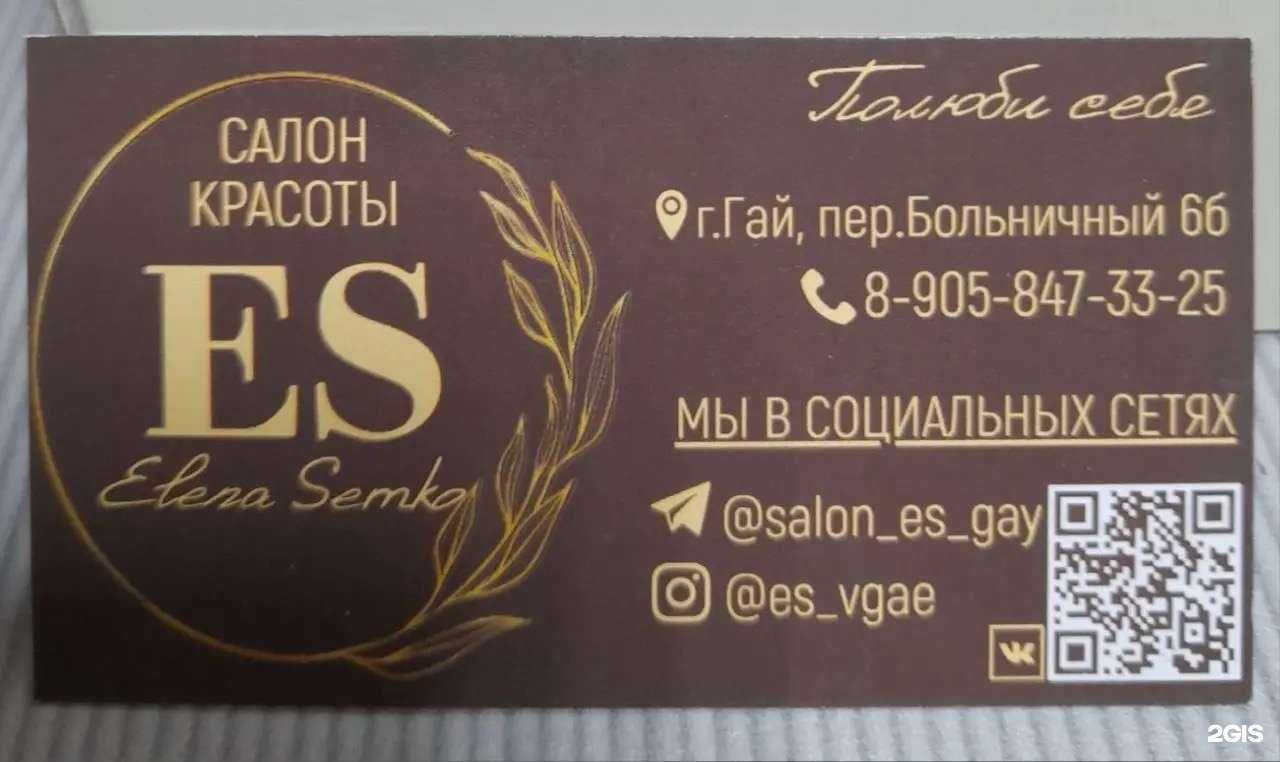 САЛОН
КРАСОТЫ
ES
Elena Semko
Полюби себя
г.Гай, пер.Больничный 6б
8-905-847-33-25
МЫ В СОЦИАЛЬНЫХ СЕТЯХ
@salon_es_gay
@es_vgae
VK
2GIS